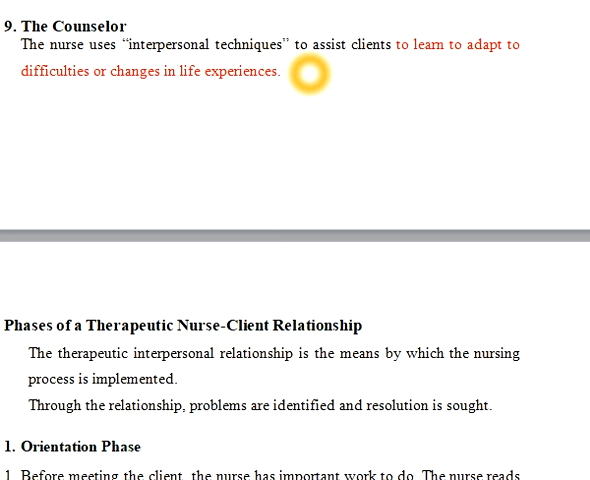 9. The Counselor
The nurse uses “interpersonal techniques” to assist clients to learn to adapt to
difficulties or changes in life experiences.
Phases of a Therapeutic Nurse-Client Relationship
The therapeutic interpersonal relationship is the means by which the nursing
process is implemented.
Through the relationship, problems are identified and resolution is sought.
1. Orientation Phase
1. Before meeting the client, the nurse has important work to do. The nurse reads